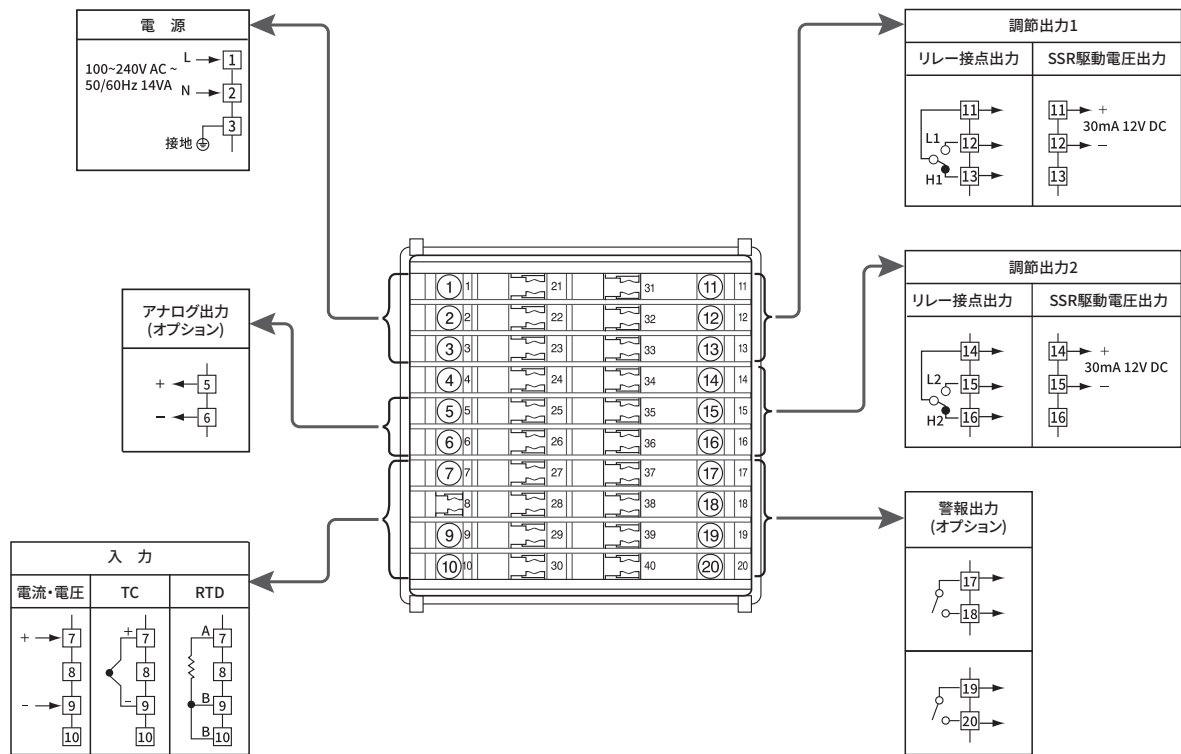 電 源
100~240V AC ~
50/60Hz 14VA
L
1
N
2
3
接地
アナログ出力
(オプション)
+
5
−
6
入 力
電流・電圧
TC
RTD
+
7
8
−
9
10
+
7
8
−
9
10
A
7
8
B
9
B
10
1 1 21 31 11 11
2 2 22 32 12 12
3 3 23 33 13 13
4 4 24 34 14 14
5 5 25 35 15 15
6 6 26 36 16 16
7 7 27 37 17 17
8 28 38 18 18
9 9 29 39 19 19
10 10 30 40 20 20
調節出力1
リレー接点出力
SSR駆動電圧出力
11
L1
12
H1
13
11
+
30mA 12V DC
12
−
13
調節出力2
リレー接点出力
SSR駆動電圧出力
14
L2
15
H2
16
14
+
30mA 12V DC
15
−
16
警報出力
(オプション)
17
18
19
20